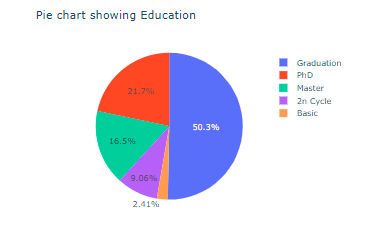 Pie chart showing Education
Graduation
PhD
Master
2n Cycle
Basic
21.7%
50.3%
16.5%
9.06%
2.41%